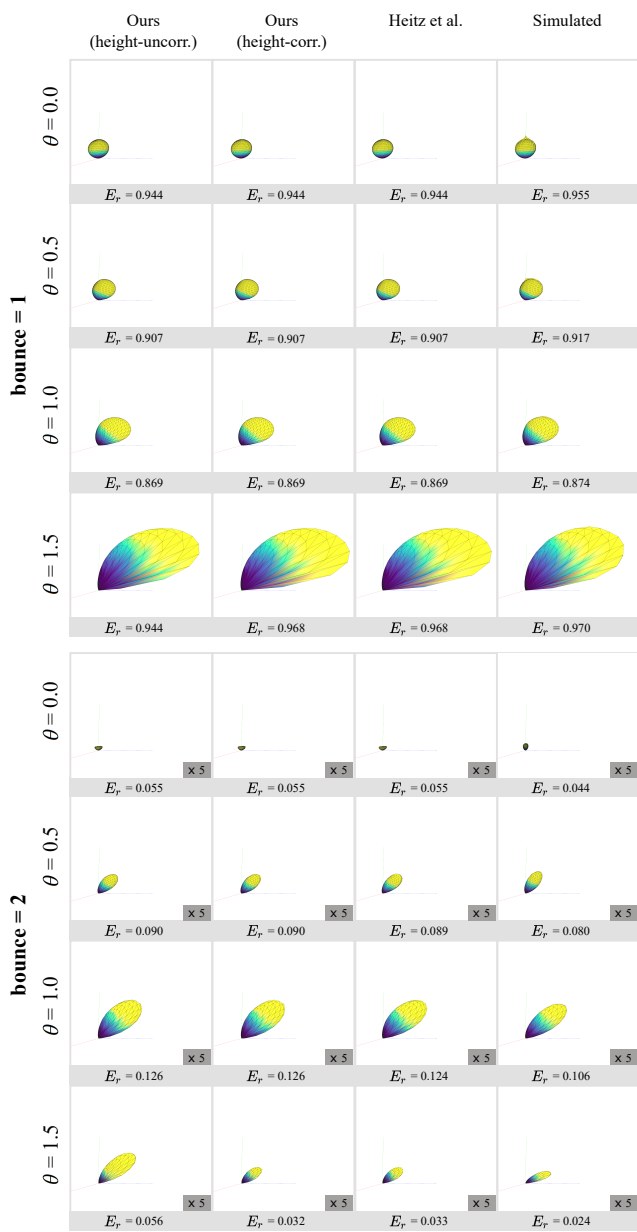 Ours Ours Heitz et al. Simulated
(height-uncorr.) (height-corr.)
bounce = 1
θ = 0.0
E_r = 0.944 E_r = 0.944 E_r = 0.944 E_r = 0.955
θ = 0.5
E_r = 0.907 E_r = 0.907 E_r = 0.907 E_r = 0.917
θ = 1.0
E_r = 0.869 E_r = 0.869 E_r = 0.869 E_r = 0.874
θ = 1.5
E_r = 0.944 E_r = 0.968 E_r = 0.968 E_r = 0.970
bounce = 2
θ = 0.0
x 5 x 5 x 5 x 5
E_r = 0.055 E_r = 0.055 E_r = 0.055 E_r = 0.044
θ = 0.5
x 5 x 5 x 5 x 5
E_r = 0.090 E_r = 0.090 E_r = 0.089 E_r = 0.080
θ = 1.0
x 5 x 5 x 5 x 5
E_r = 0.126 E_r = 0.126 E_r = 0.124 E_r = 0.106
θ = 1.5
x 5 x 5 x 5 x 5
E_r = 0.056 E_r = 0.032 E_r = 0.033 E_r = 0.024